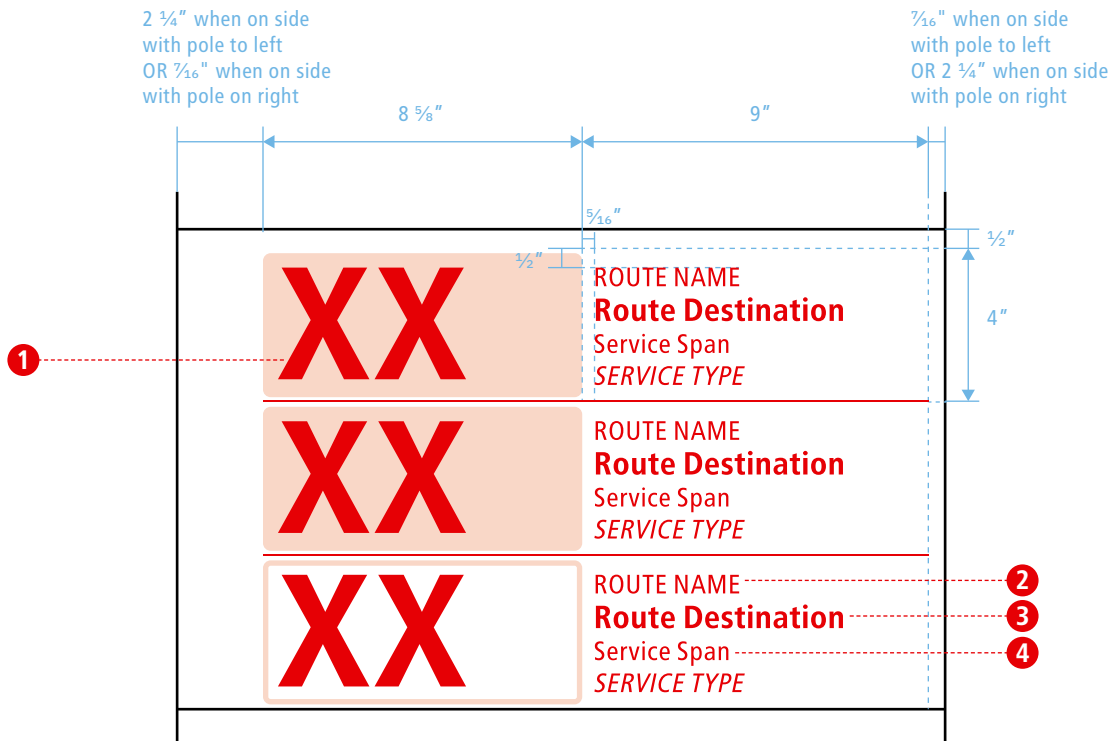 2 ¼” when on side
with pole to left
OR ⁷⁄₁₆" when on side
with pole on right
⁷⁄₁₆" when on side
with pole to left
OR 2 ¼” when on side
with pole on right
8 ⅝”
9”
⁵⁄₁₆”
½”
½”
4”
1
XX
ROUTE NAME
Route Destination
Service Span
SERVICE TYPE
XX
ROUTE NAME
Route Destination
Service Span
SERVICE TYPE
XX
ROUTE NAME
2
Route Destination
3
Service Span
4
SERVICE TYPE